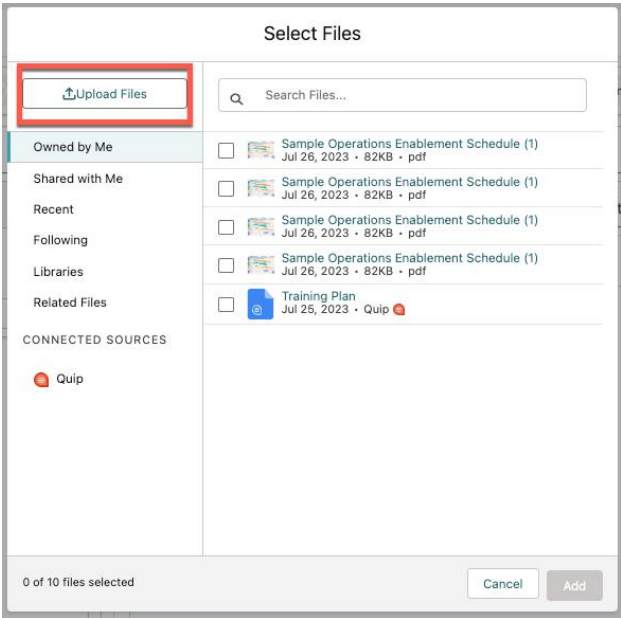 Select Files
Upload Files
Search Files...
Owned by Me
Shared with Me
Recent
Following
Libraries
Related Files
CONNECTED SOURCES
Quip
Sample Operations Enablement Schedule (1)
Jul 26, 2023 • 82KB • pdf
Sample Operations Enablement Schedule (1)
Jul 26, 2023 • 82KB • pdf
Sample Operations Enablement Schedule (1)
Jul 26, 2023 • 82KB • pdf
Sample Operations Enablement Schedule (1)
Jul 26, 2023 • 82KB • pdf
Training Plan
Jul 25, 2023 • Quip
0 of 10 files selected
Cancel
Add